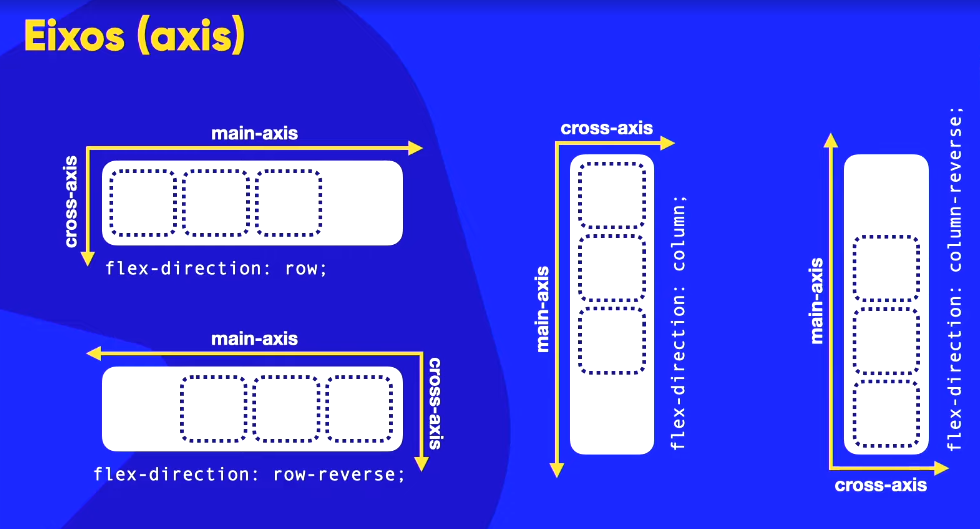 Eixos (axis)
main-axis
cross-axis
flex-direction: row;
main-axis
cross-axis
flex-direction: row-reverse;
cross-axis
main-axis
flex-direction: column;
main-axis
cross-axis
flex-direction: column-reverse;